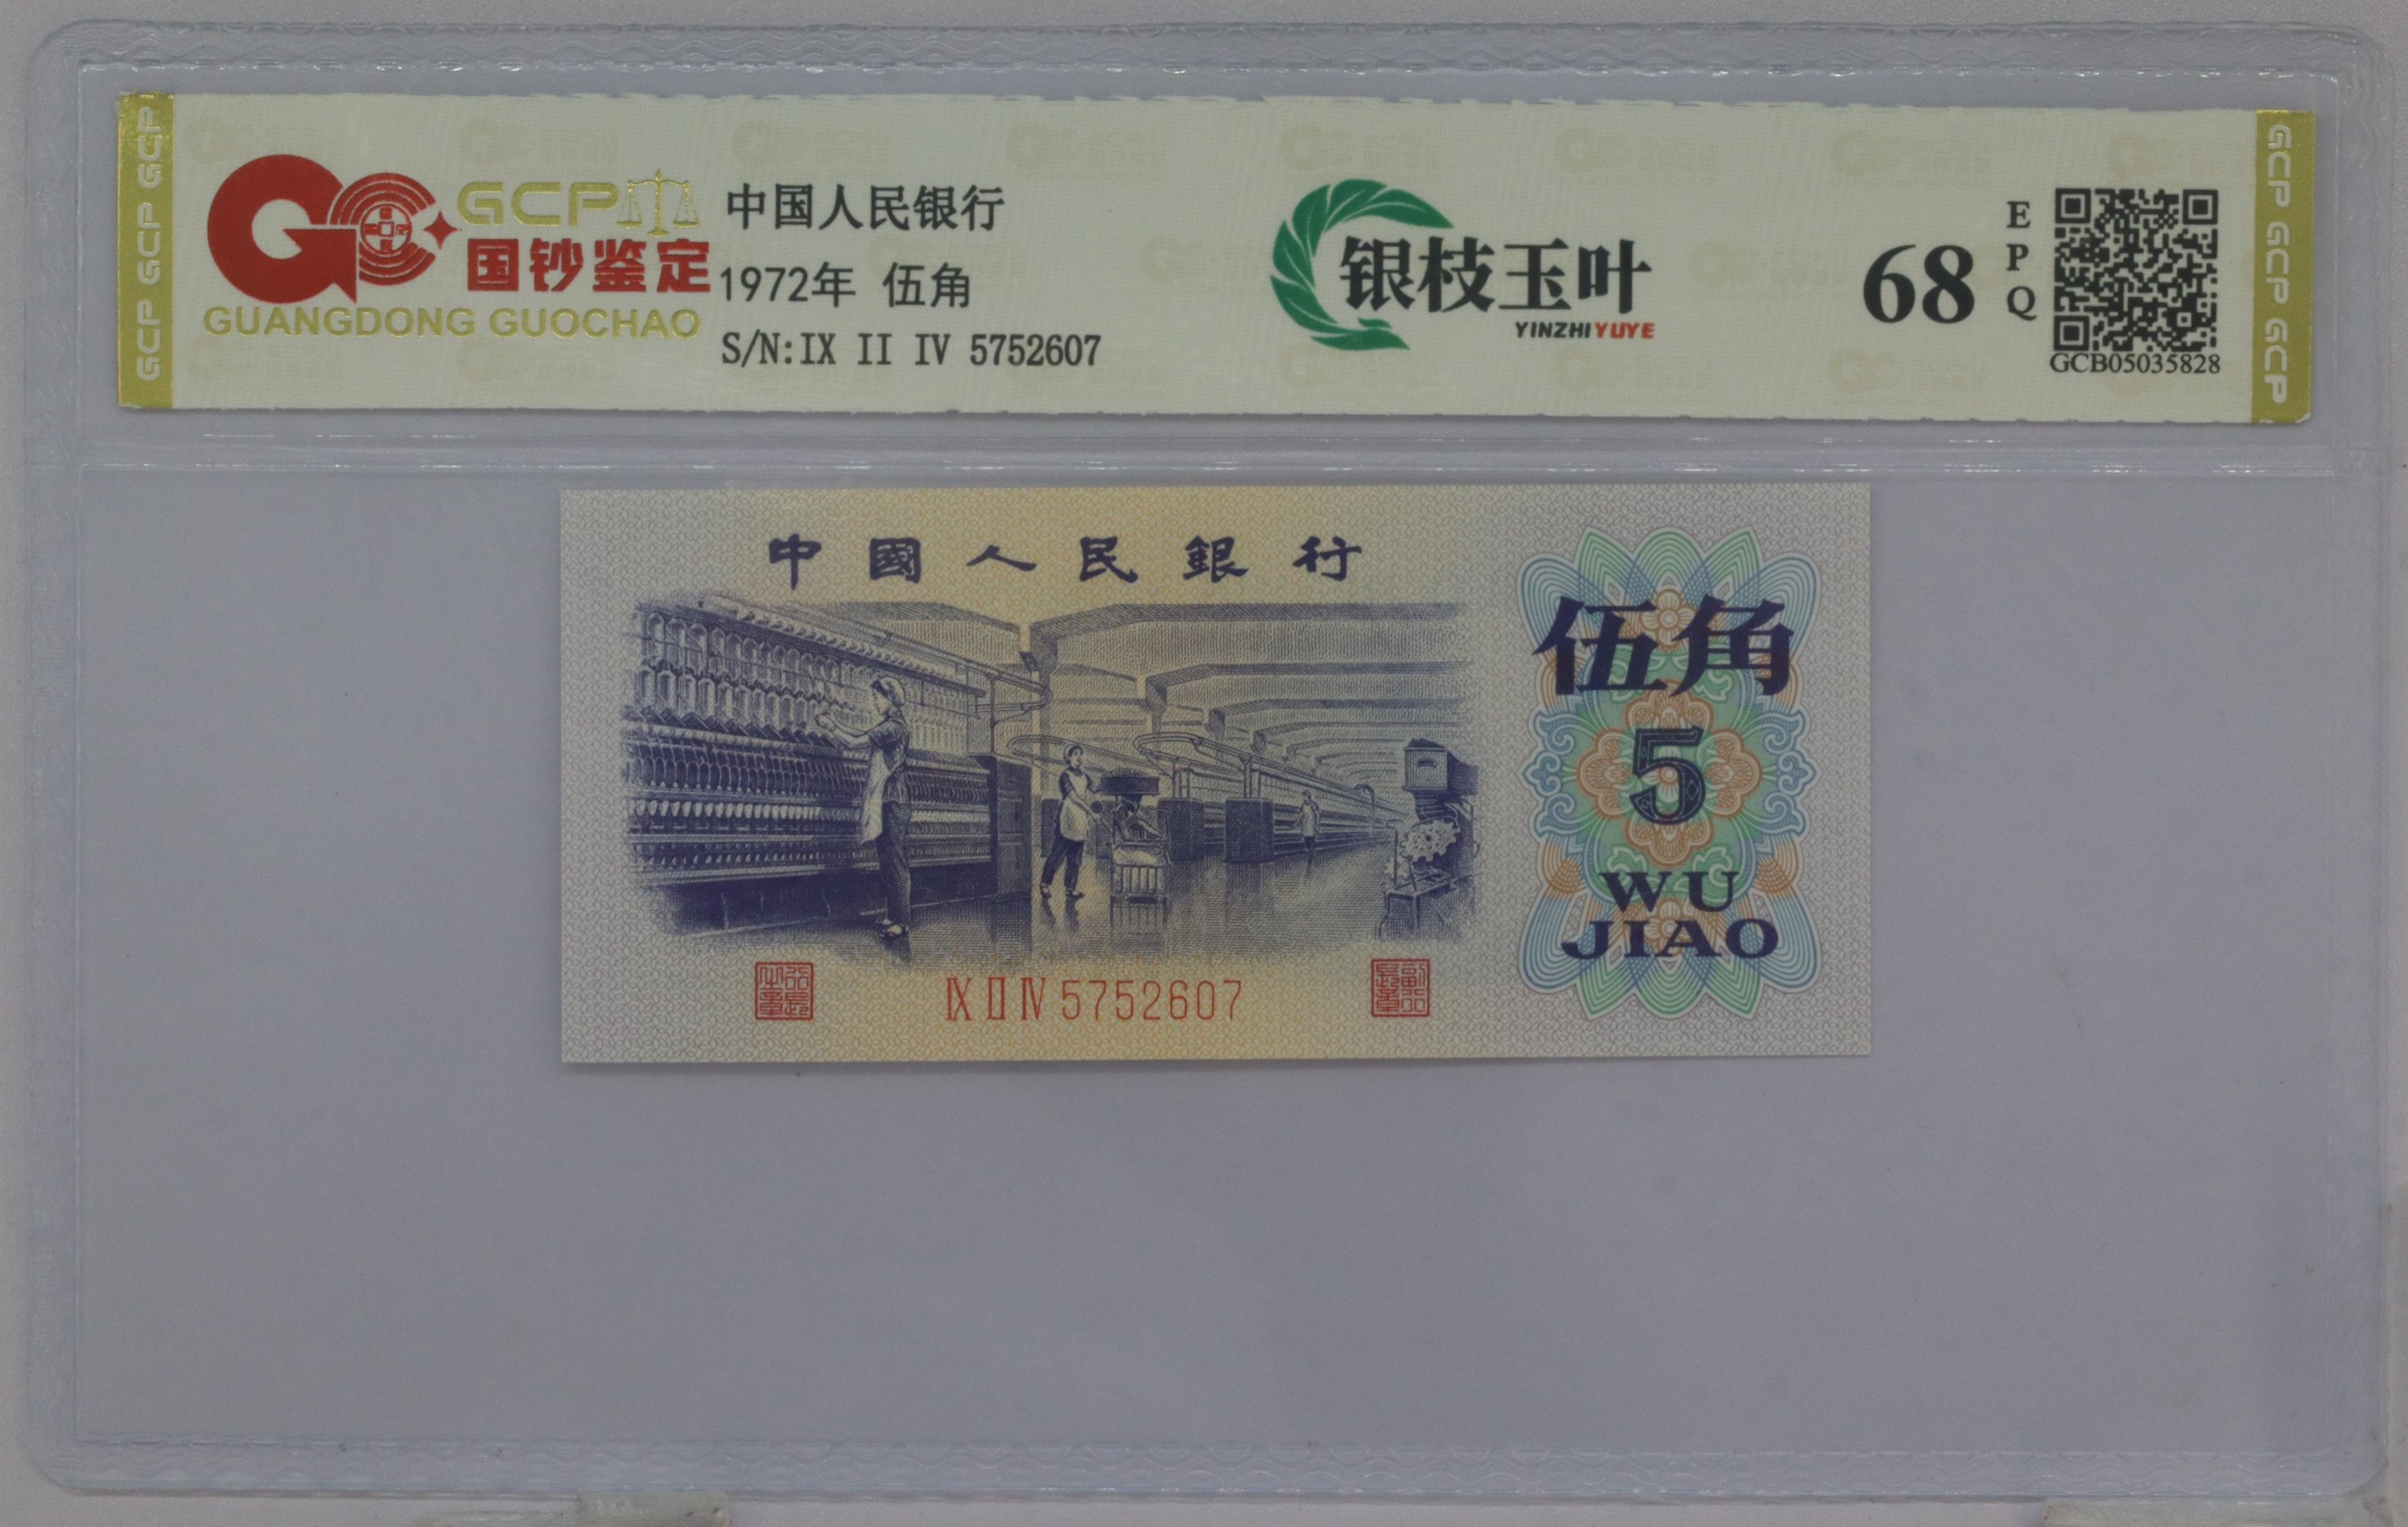 GCP GCP GCP
GCP
国钞鉴定
GUANGDONG GUOCHAO
中国人民银行
1972年 伍角
S/N:IX II IV 5752607
银枝玉叶
YINZHIYUYE
68
EPQ
GCB05035828
GCP GCP GCP
中國人民銀行
伍角
5
WU
JIAO
IX II IV 5752607